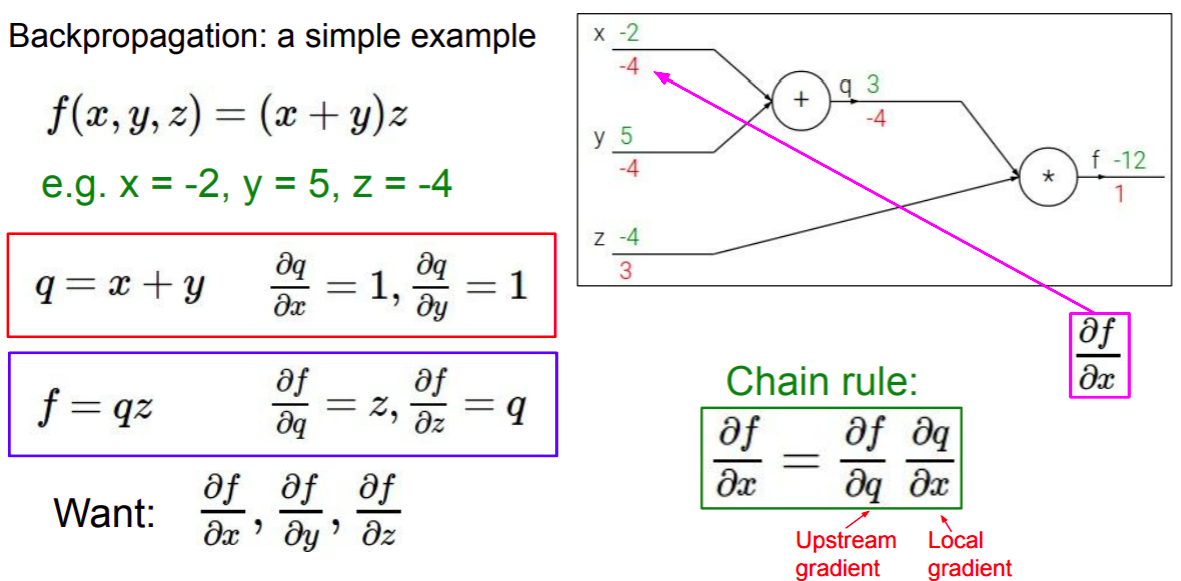 Backpropagation: a simple example
f(x, y, z) = (x + y)z
e.g. x = -2, y = 5, z = -4
q = x + y    ∂q/∂x = 1, ∂q/∂y = 1
f = qz    ∂f/∂q = z, ∂f/∂z = q
Want: ∂f/∂x, ∂f/∂y, ∂f/∂z
x -2
-4
y 5
-4
z -4
3
+
q 3
-4
*
f -12
1
∂f/∂x
Chain rule:
∂f/∂x = ∂f/∂q ∂q/∂x
Upstream gradient
Local gradient